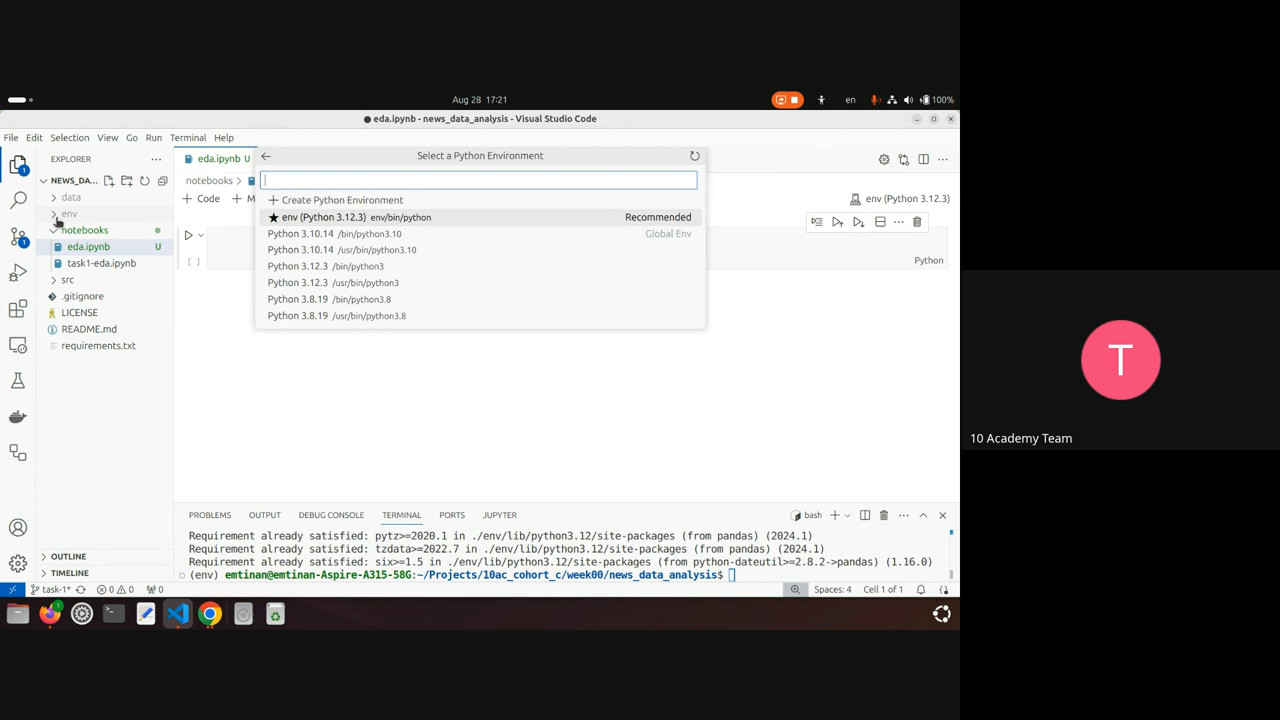 Aug 28 17:21
en
100%
● eda.ipynb - news_data_analysis - Visual Studio Code
File Edit Selection View Go Run Terminal Help
EXPLORER
NEWS_DA...
data
env
notebooks
eda.ipynb U
task1-eda.ipynb
src
.gitignore
LICENSE
README.md
requirements.txt
OUTLINE
TIMELINE
1
1
1
eda.ipynb U
notebooks >
+ Code + M
env (Python 3.12.3)
[ ]
Python
Select a Python Environment
+ Create Python Environment
★ env (Python 3.12.3) env/bin/python Recommended
Python 3.10.14 /bin/python3.10 Global Env
Python 3.10.14 /usr/bin/python3.10
Python 3.12.3 /bin/python3
Python 3.12.3 /usr/bin/python3
Python 3.8.19 /bin/python3.8
Python 3.8.19 /usr/bin/python3.8
PROBLEMS OUTPUT DEBUG CONSOLE TERMINAL PORTS JUPYTER
bash
Requirement already satisfied: pytz>=2020.1 in ./env/lib/python3.12/site-packages (from pandas) (2024.1)
Requirement already satisfied: tzdata>=2022.7 in ./env/lib/python3.12/site-packages (from pandas) (2024.1)
Requirement already satisfied: six>=1.5 in ./env/lib/python3.12/site-packages (from python-dateutil>=2.8.2->pandas) (1.16.0)
(env) emtinan@emtinan-Aspire-A315-58G:~/Projects/10ac_cohort_c/week00/news_data_analysis$
task-1* 0 0 0 Spaces: 4 Cell 1 of 1
1
T
10 Academy Team